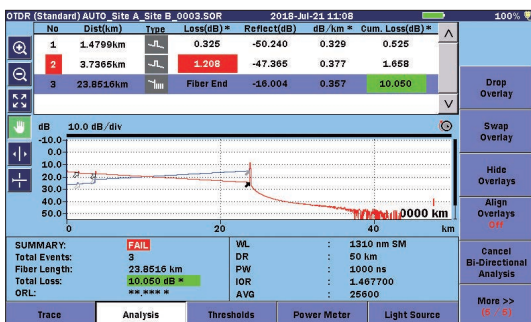 OTDR (Standard) AUTO_Site A_Site B_0003.SOR 2018-Jul-21 11:08 100%
No Dist(km) Type Loss(dB)* Reflect(dB) dB/km* Cum. Loss(dB)*
1 1.4799km 0.325 -50.240 0.329 0.525
2 3.7365km 1.208 -47.365 0.377 1.658
3 23.8516km Fiber End -16.004 0.357 10.050
dB 10.0 dB/div
-10.0
0.0
10.0
20.0
30.0
40.0
50.0
0000 km
0 20 40 km
SUMMARY: FAIL
Total Events: 3
Fiber Length: 23.8516 km
Total Loss: 10.050 dB *
ORL: **.*** *
WL : 1310 nm SM
DR : 50 km
PW : 1000 ns
IOR : 1.467700
AVG : 25600
Drop
Overlay
Swap
Overlay
Hide
Overlays
Align
Overlays
Off
Cancel
Bi-Directional
Analysis
More >>
Trace Analysis Thresholds Power Meter Light Source